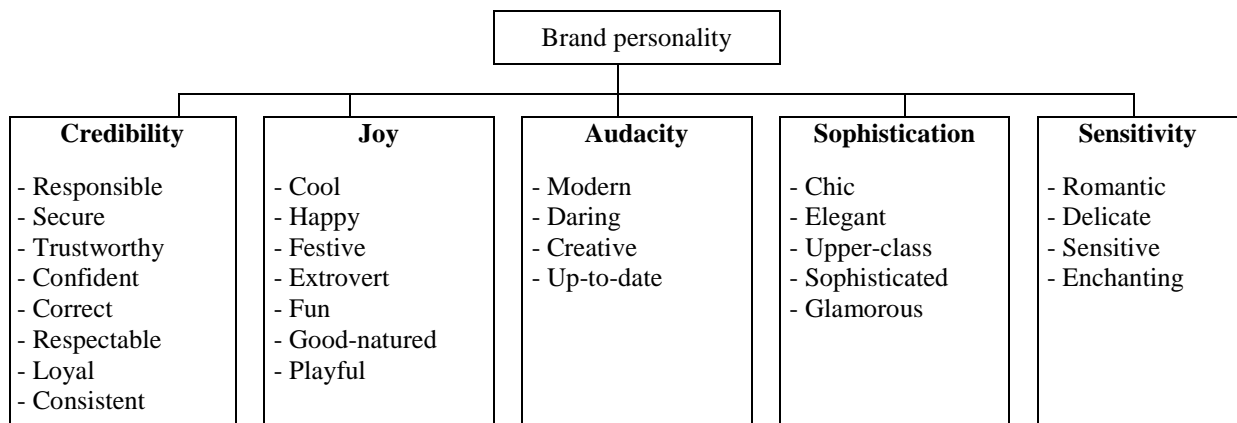 Brand personality
Credibility
- Responsible
- Secure
- Trustworthy
- Confident
- Correct
- Respectable
- Loyal
- Consistent
Joy
- Cool
- Happy
- Festive
- Extrovert
- Fun
- Good-natured
- Playful
Audacity
- Modern
- Daring
- Creative
- Up-to-date
Sophistication
- Chic
- Elegant
- Upper-class
- Sophisticated
- Glamorous
Sensitivity
- Romantic
- Delicate
- Sensitive
- Enchanting